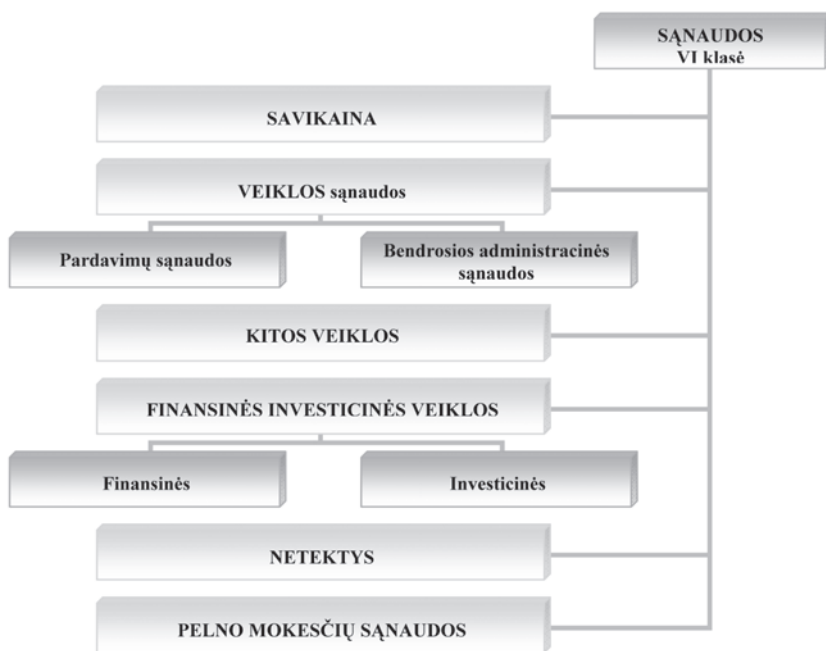 SĄNAUDOS
VI klasė
SAVIKAINA
VEIKLOS sąnaudos
Pardavimų sąnaudos
Bendrosios administracinės
sąnaudos
KITOS VEIKLOS
FINANSINĖS INVESTICINĖS VEIKLOS
Finansinės
Investicinės
NETEKTYS
PELNO MOKESČIŲ SĄNAUDOS